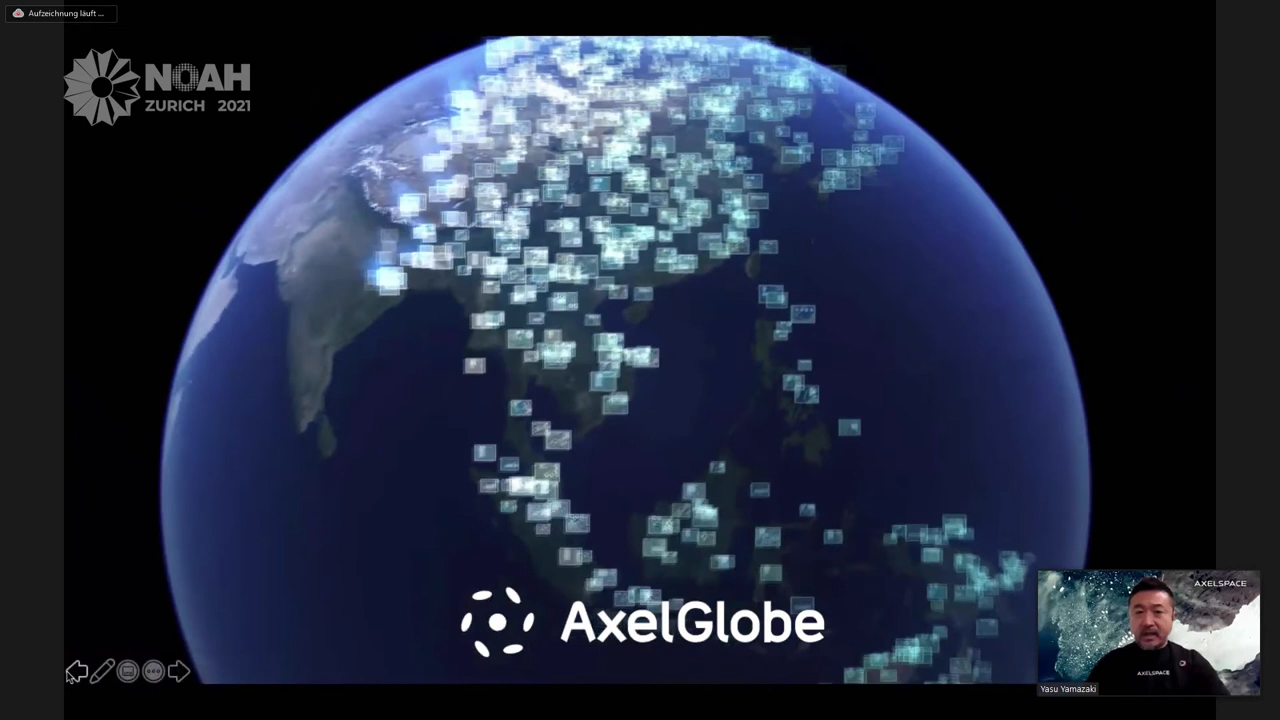 Aufzeichnung läuft ...
NOAH
ZURICH 2021
AxelGlobe
AXELSPACE
AXELSPACE
Yasu Yamazaki